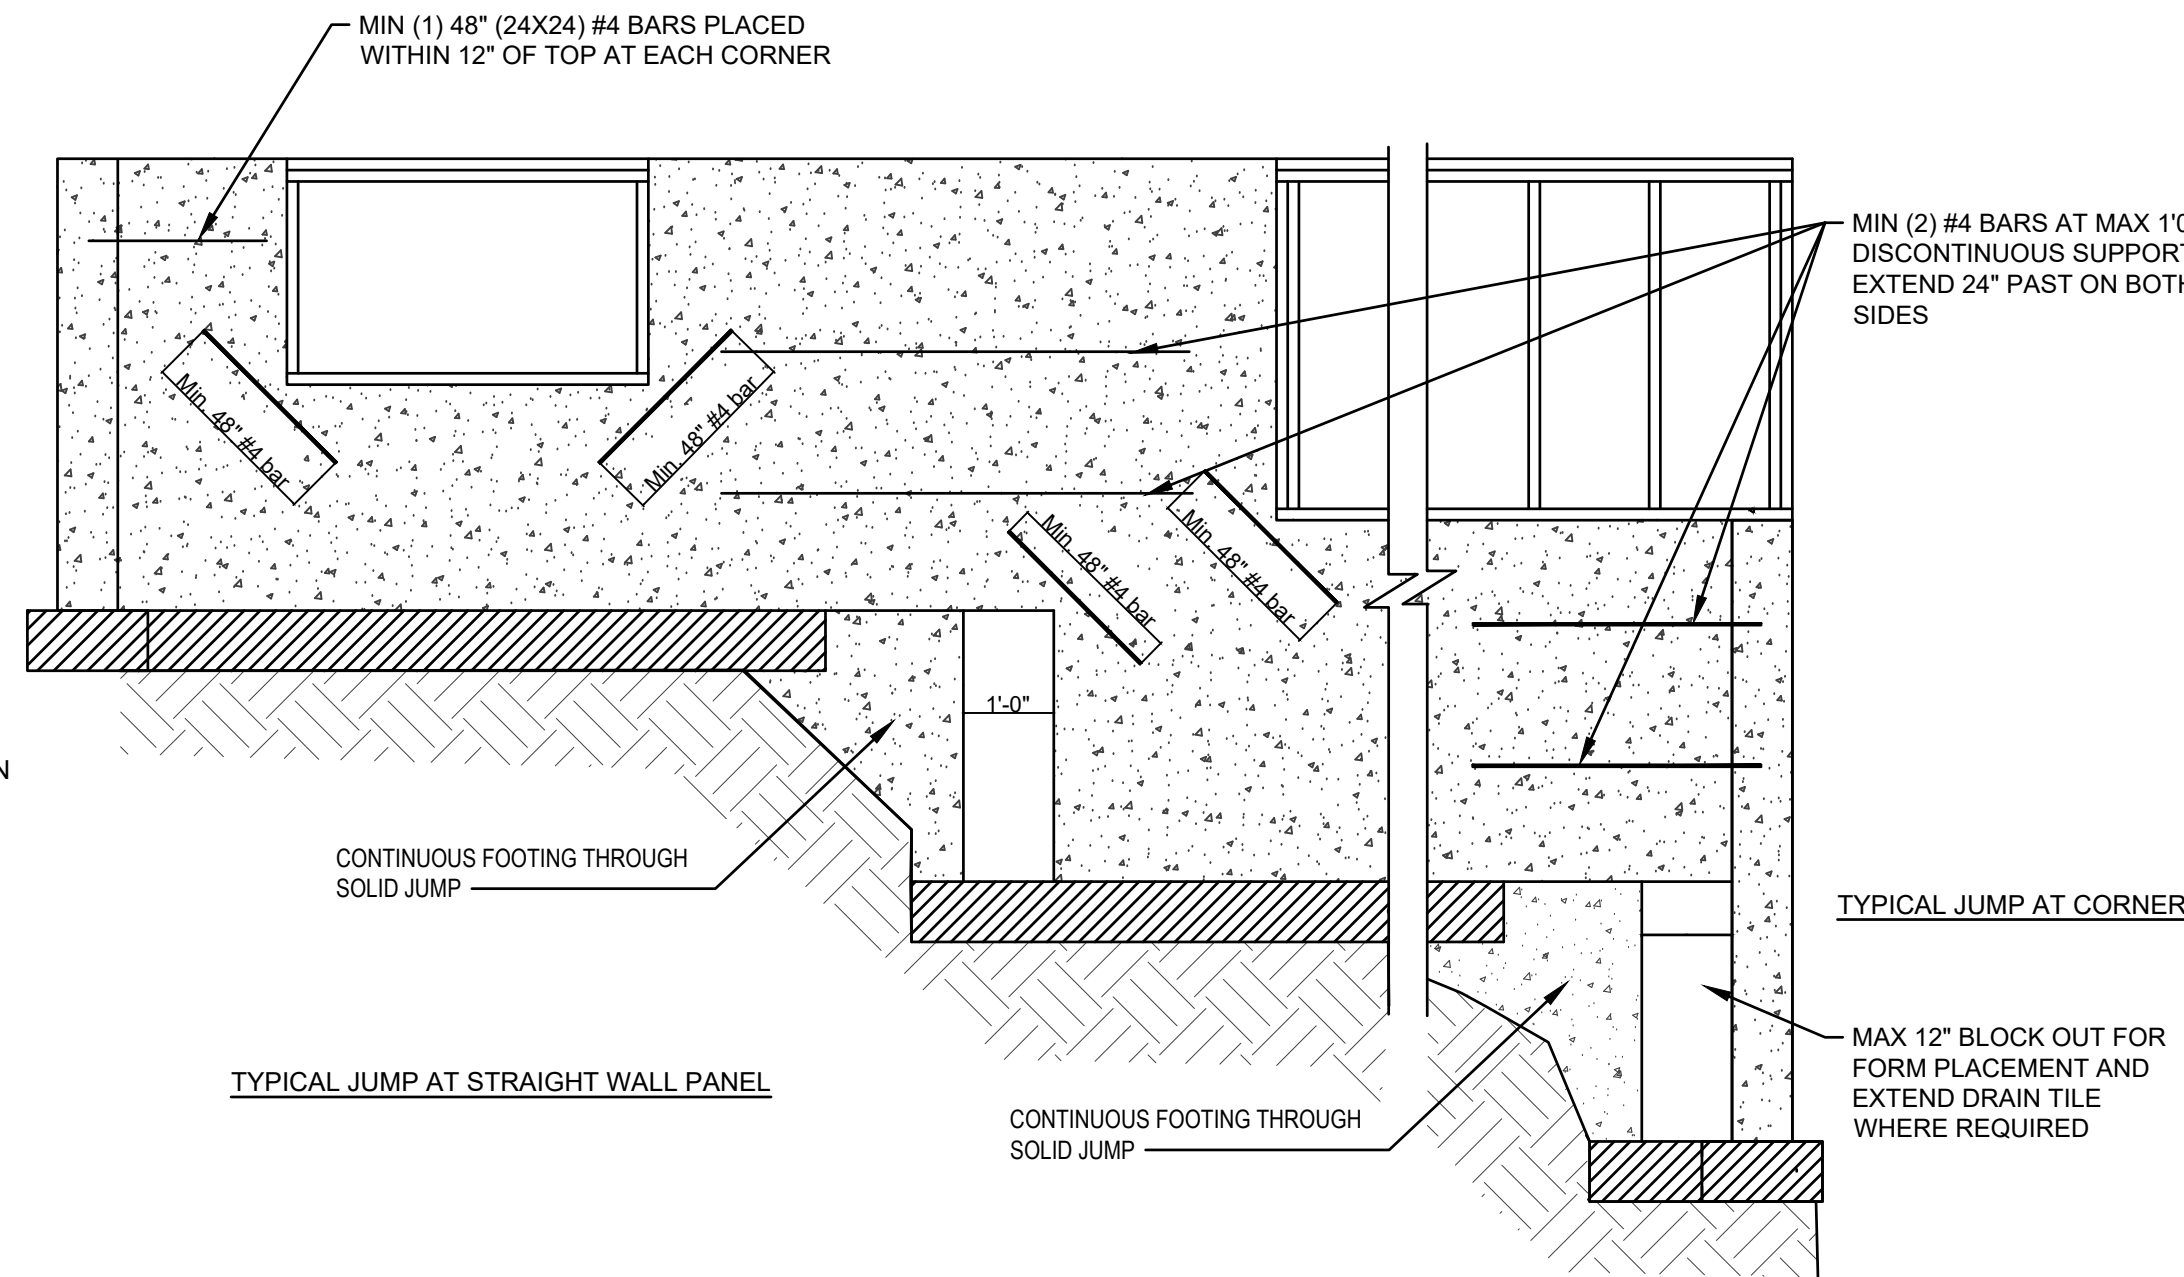 MIN (1) 48" (24X24) #4 BARS PLACED
WITHIN 12" OF TOP AT EACH CORNER
MIN (2) #4 BARS AT MAX 1'0
DISCONTINUOUS SUPPORT
EXTEND 24" PAST ON BOTH
SIDES
Min. 48" #4 bar
Min. 48" #4 bar
Min. 48" #4 bar
Min. 48" #4 bar
1'-0"
N
CONTINUOUS FOOTING THROUGH
SOLID JUMP
TYPICAL JUMP AT CORNER
TYPICAL JUMP AT STRAIGHT WALL PANEL
CONTINUOUS FOOTING THROUGH
SOLID JUMP
MAX 12" BLOCK OUT FOR
FORM PLACEMENT AND
EXTEND DRAIN TILE
WHERE REQUIRED